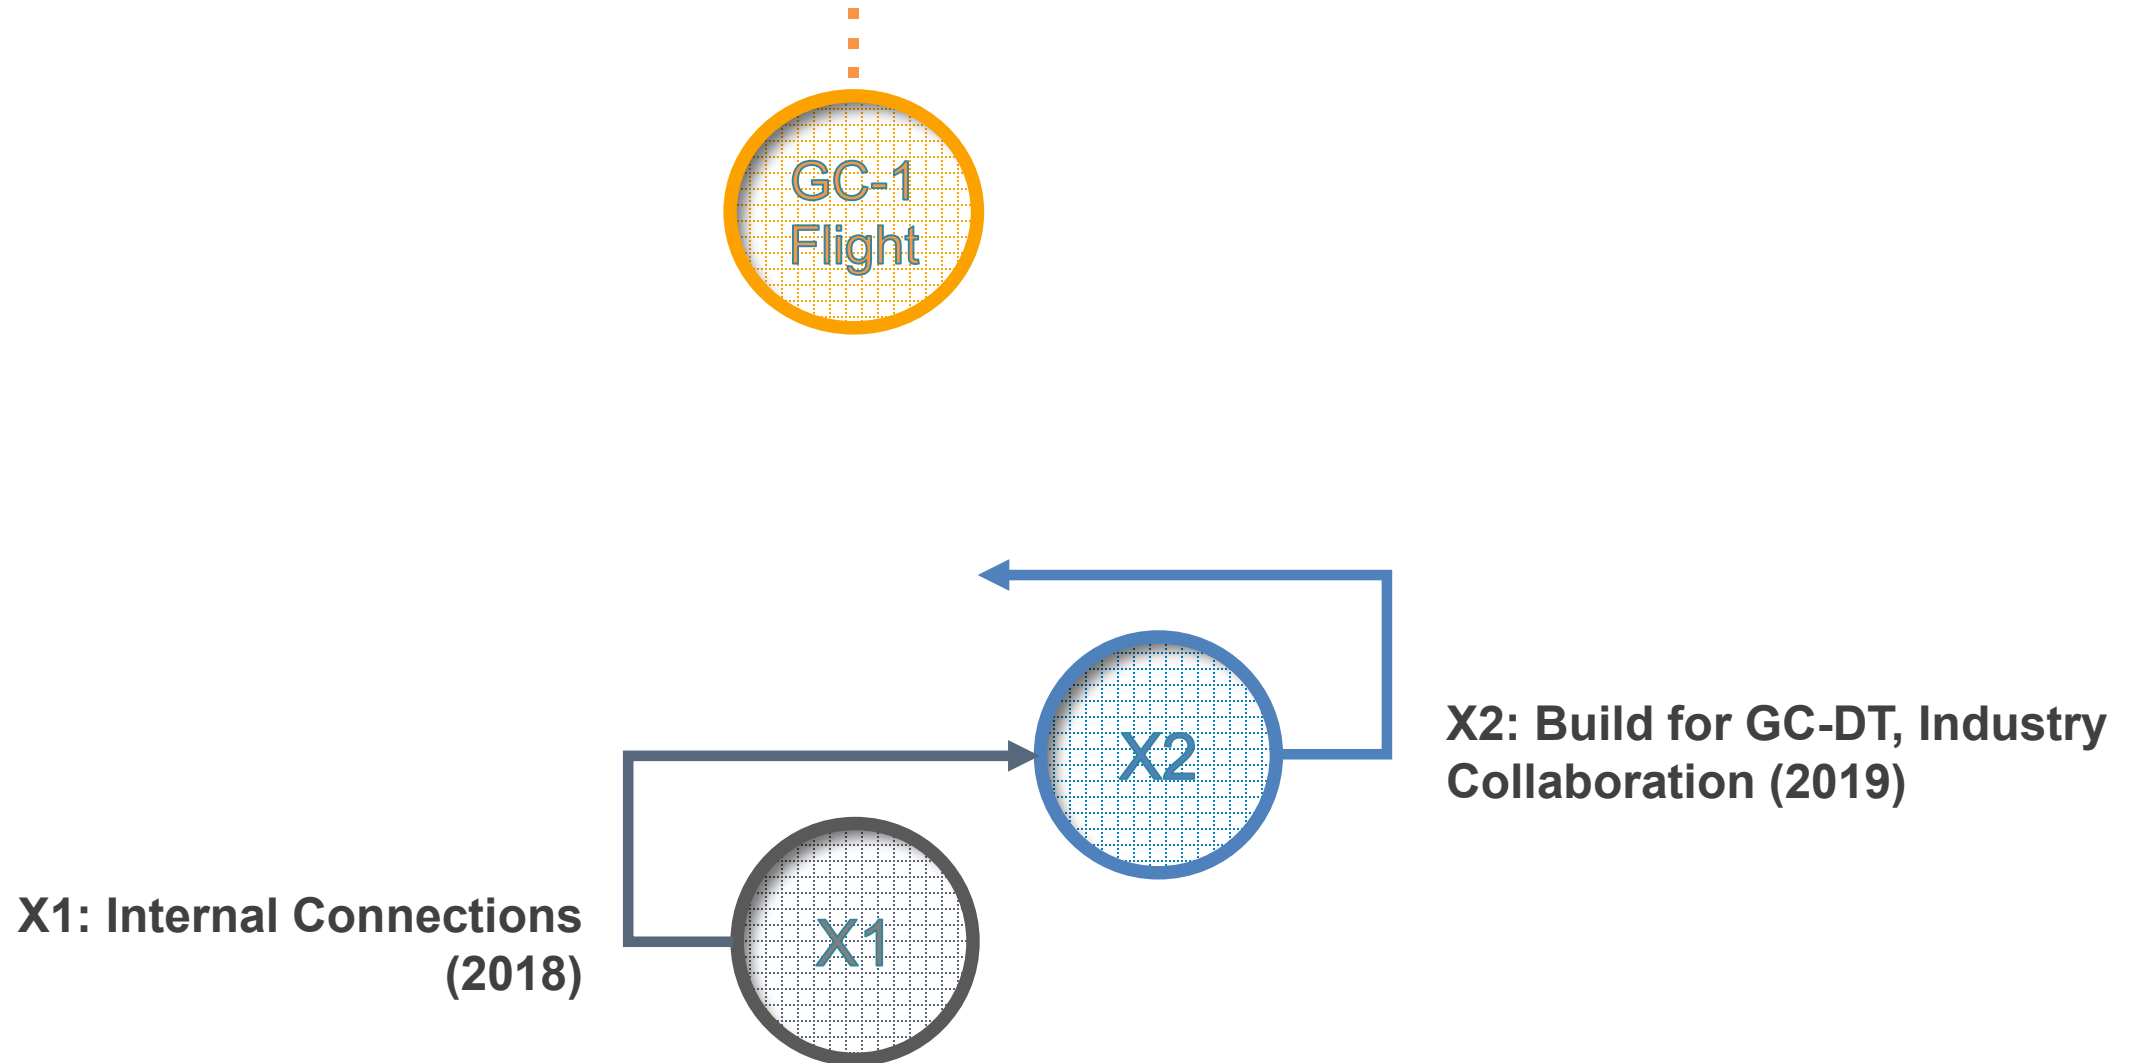 GC-1
Flight
X2
X2: Build for GC-DT, Industry
Collaboration (2019)
X1: Internal Connections
(2018)
X1